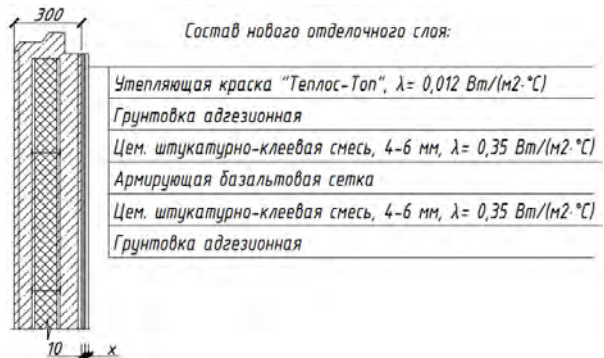 300
Состав нового отделочного слоя:
Утепляющая краска "Теплос-Топ", λ= 0,012 Вт/(м2·°С)
Грунтовка адгезионная
Цем. штукатурно-клеевая смесь, 4-6 мм, λ= 0,35 Вт/(м2·°С)
Армирующая базальтовая сетка
Цем. штукатурно-клеевая смесь, 4-6 мм, λ= 0,35 Вт/(м2·°С)
Грунтовка адгезионная
10 x